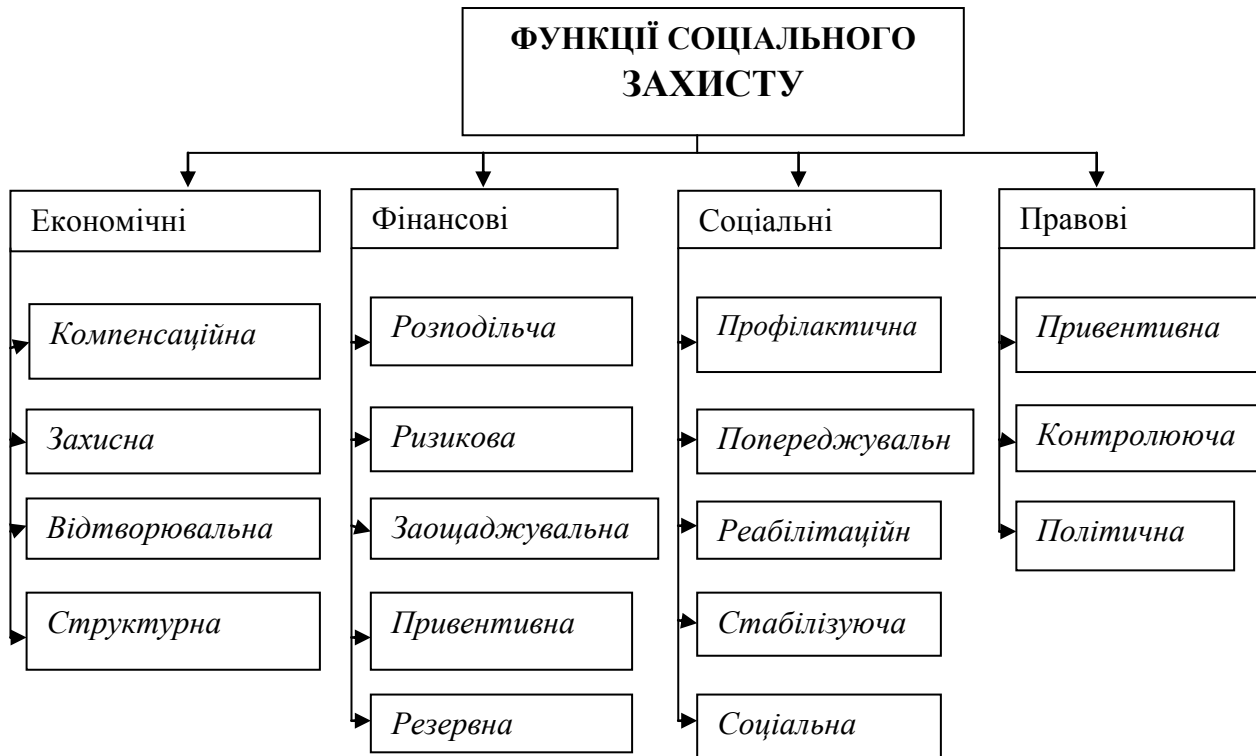 ФУНКЦІЇ СОЦІАЛЬНОГО
ЗАХИСТУ
Економічні
Компенсаційна
Захисна
Відтворювальна
Структурна
Фінансові
Розподільча
Ризикова
Заощаджувальна
Привентивна
Резервна
Соціальні
Профілактична
Попереджувальн
Реабілітаційн
Стабілізуюча
Соціальна
Правові
Привентивна
Контролююча
Політична